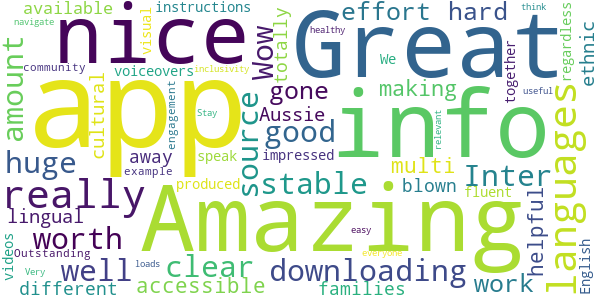 available
visual
instructions
effort
hard
think
navigate
nice
Wow
Great
We
regardless
ethnic
healthy
community
voiceovers
totally
amount
app
cultural
engagement
inclusivity
gone
making
together
source
Aussie
info
languages
useful
Stay
good
relevant
huge
away
speak
impressed
multi
Inter
example
really
produced
stable
blown
fluent
lingual
Amazing
helpful
English
worth
easy
videos
Outstanding
Very
loads
well
clear
everyone
downloading
work
different
accessible
families